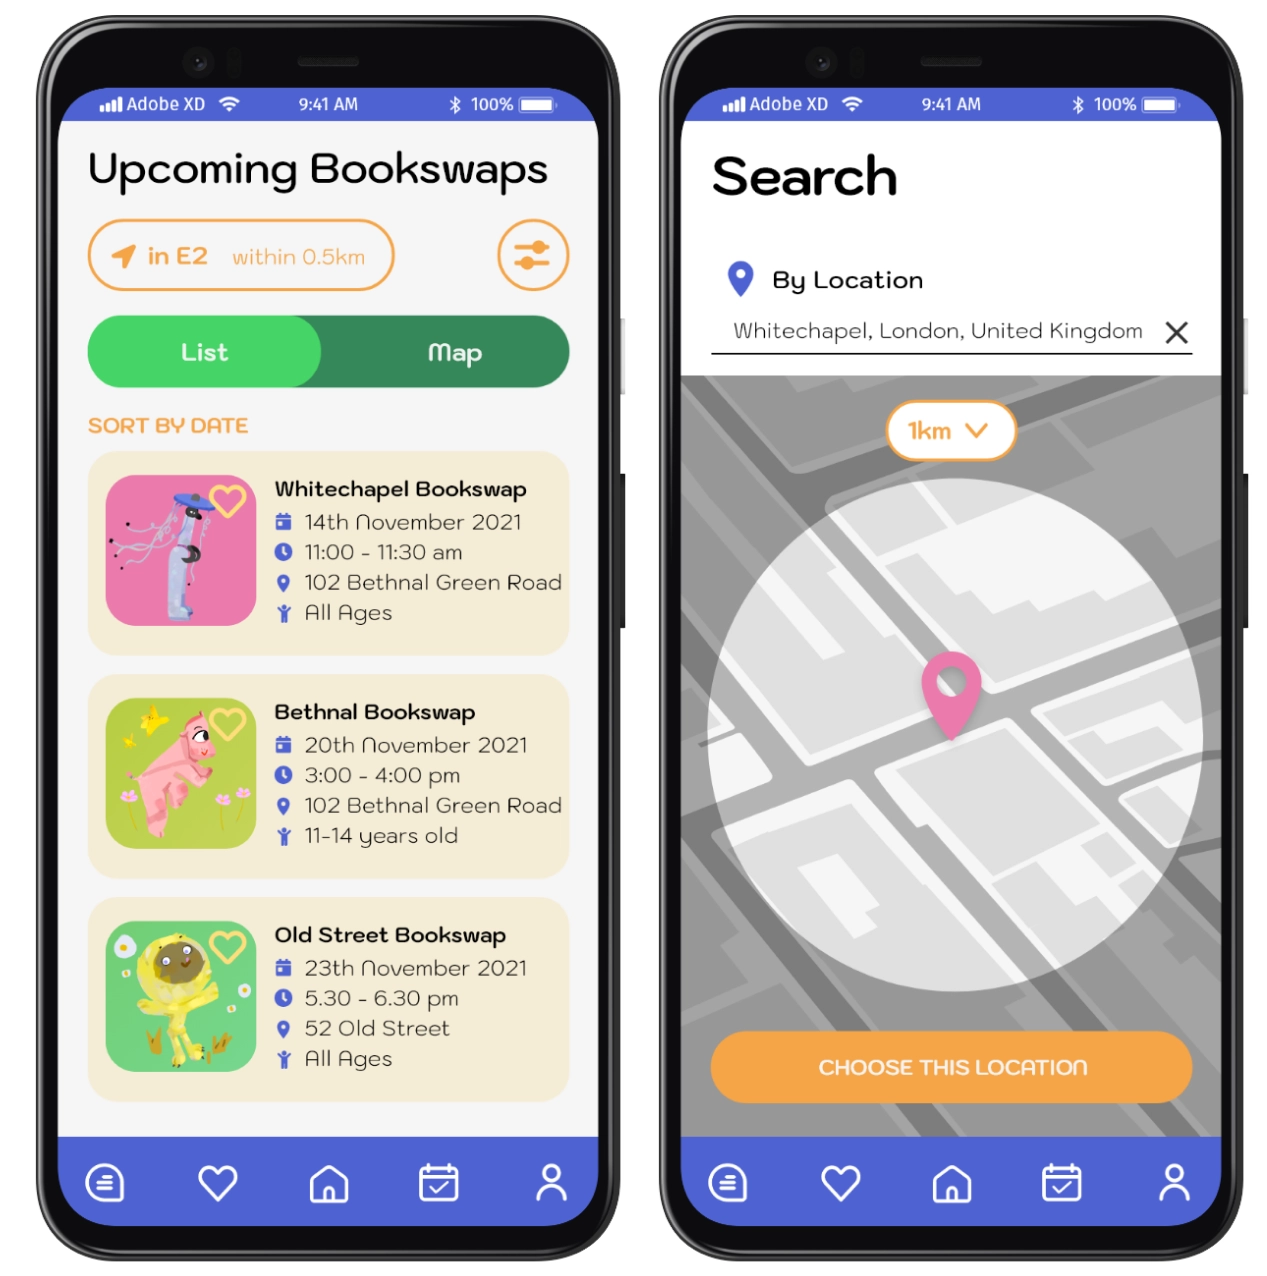 Adobe XD 9:41 AM 100%
Upcoming Bookswaps
in E2 within 0.5km
List Map
SORT BY DATE
Whitechapel Bookswap
14th November 2021
11:00 - 11:30 am
102 Bethnal Green Road
All Ages
Bethnal Bookswap
20th November 2021
3:00 - 4:00 pm
102 Bethnal Green Road
11-14 years old
Old Street Bookswap
23th November 2021
5.30 - 6.30 pm
52 Old Street
All Ages
Adobe XD 9:41 AM 100%
Search
By Location
Whitechapel, London, United Kingdom
1km
CHOOSE THIS LOCATION